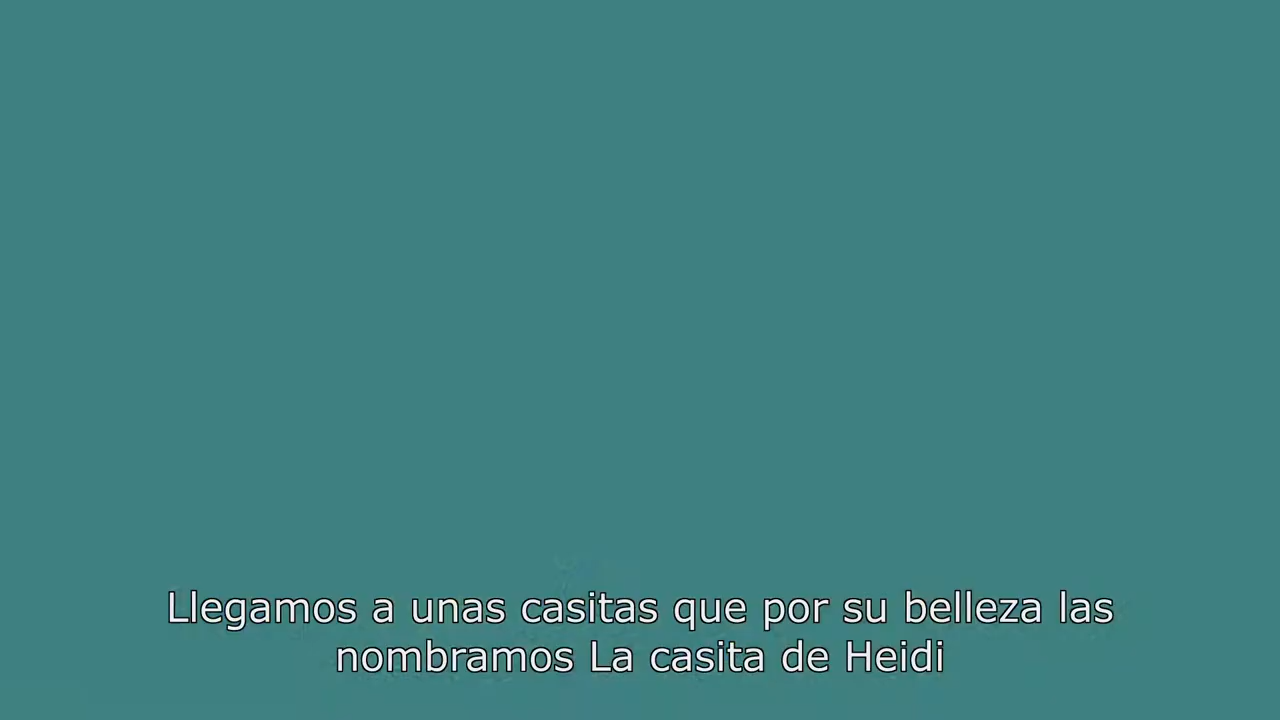 Llegamos a unas casitas que por su belleza las
nombramos La casita de Heidi